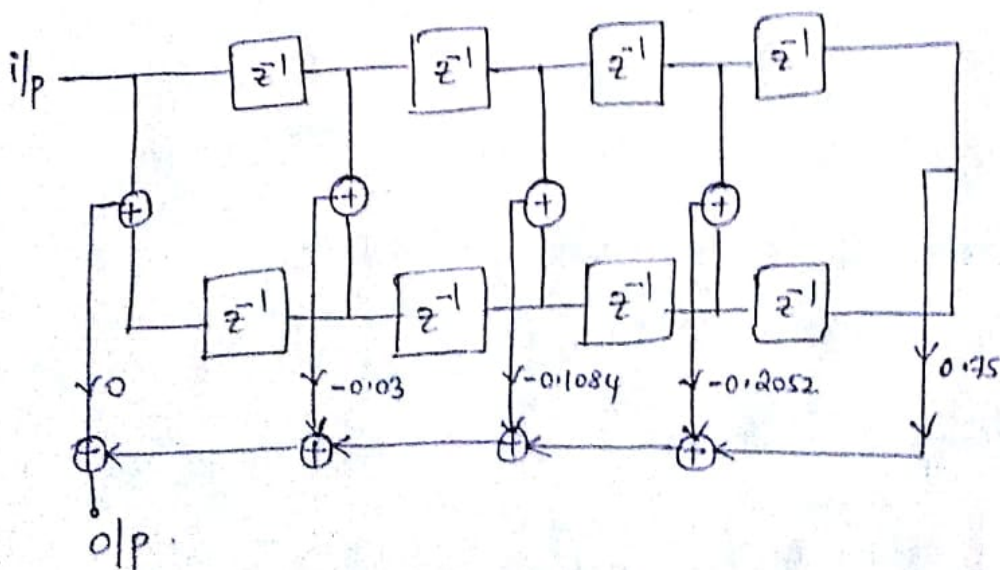 i/p
z⁻¹ z⁻¹ z⁻¹ z⁻¹
+ + + +
z⁻¹ z⁻¹ z⁻¹ z⁻¹
0 -0.03 -0.1084 -0.2052 0.75
+ + + +
o/p.